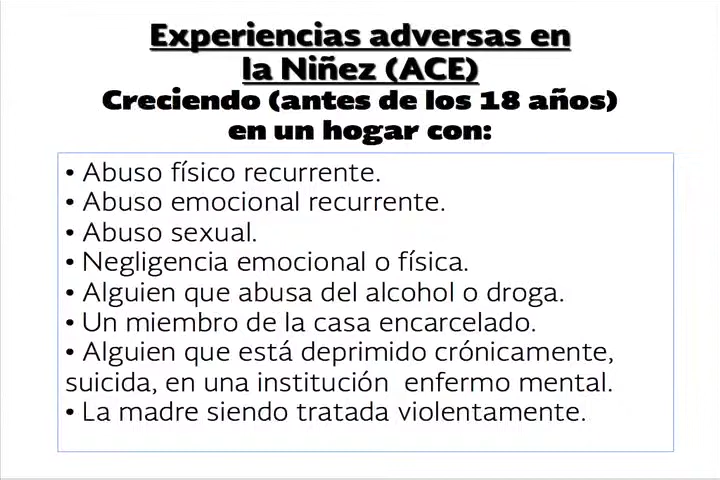 Experiencias adversas en
la Niñez (ACE)
Creciendo (antes de los 18 años)
en un hogar con:
• Abuso físico recurrente.
• Abuso emocional recurrente.
• Abuso sexual.
• Negligencia emocional o física.
• Alguien que abusa del alcohol o droga.
• Un miembro de la casa encarcelado.
• Alguien que está deprimido crónicamente,
suicida, en una institución  enfermo mental.
• La madre siendo tratada violentamente.